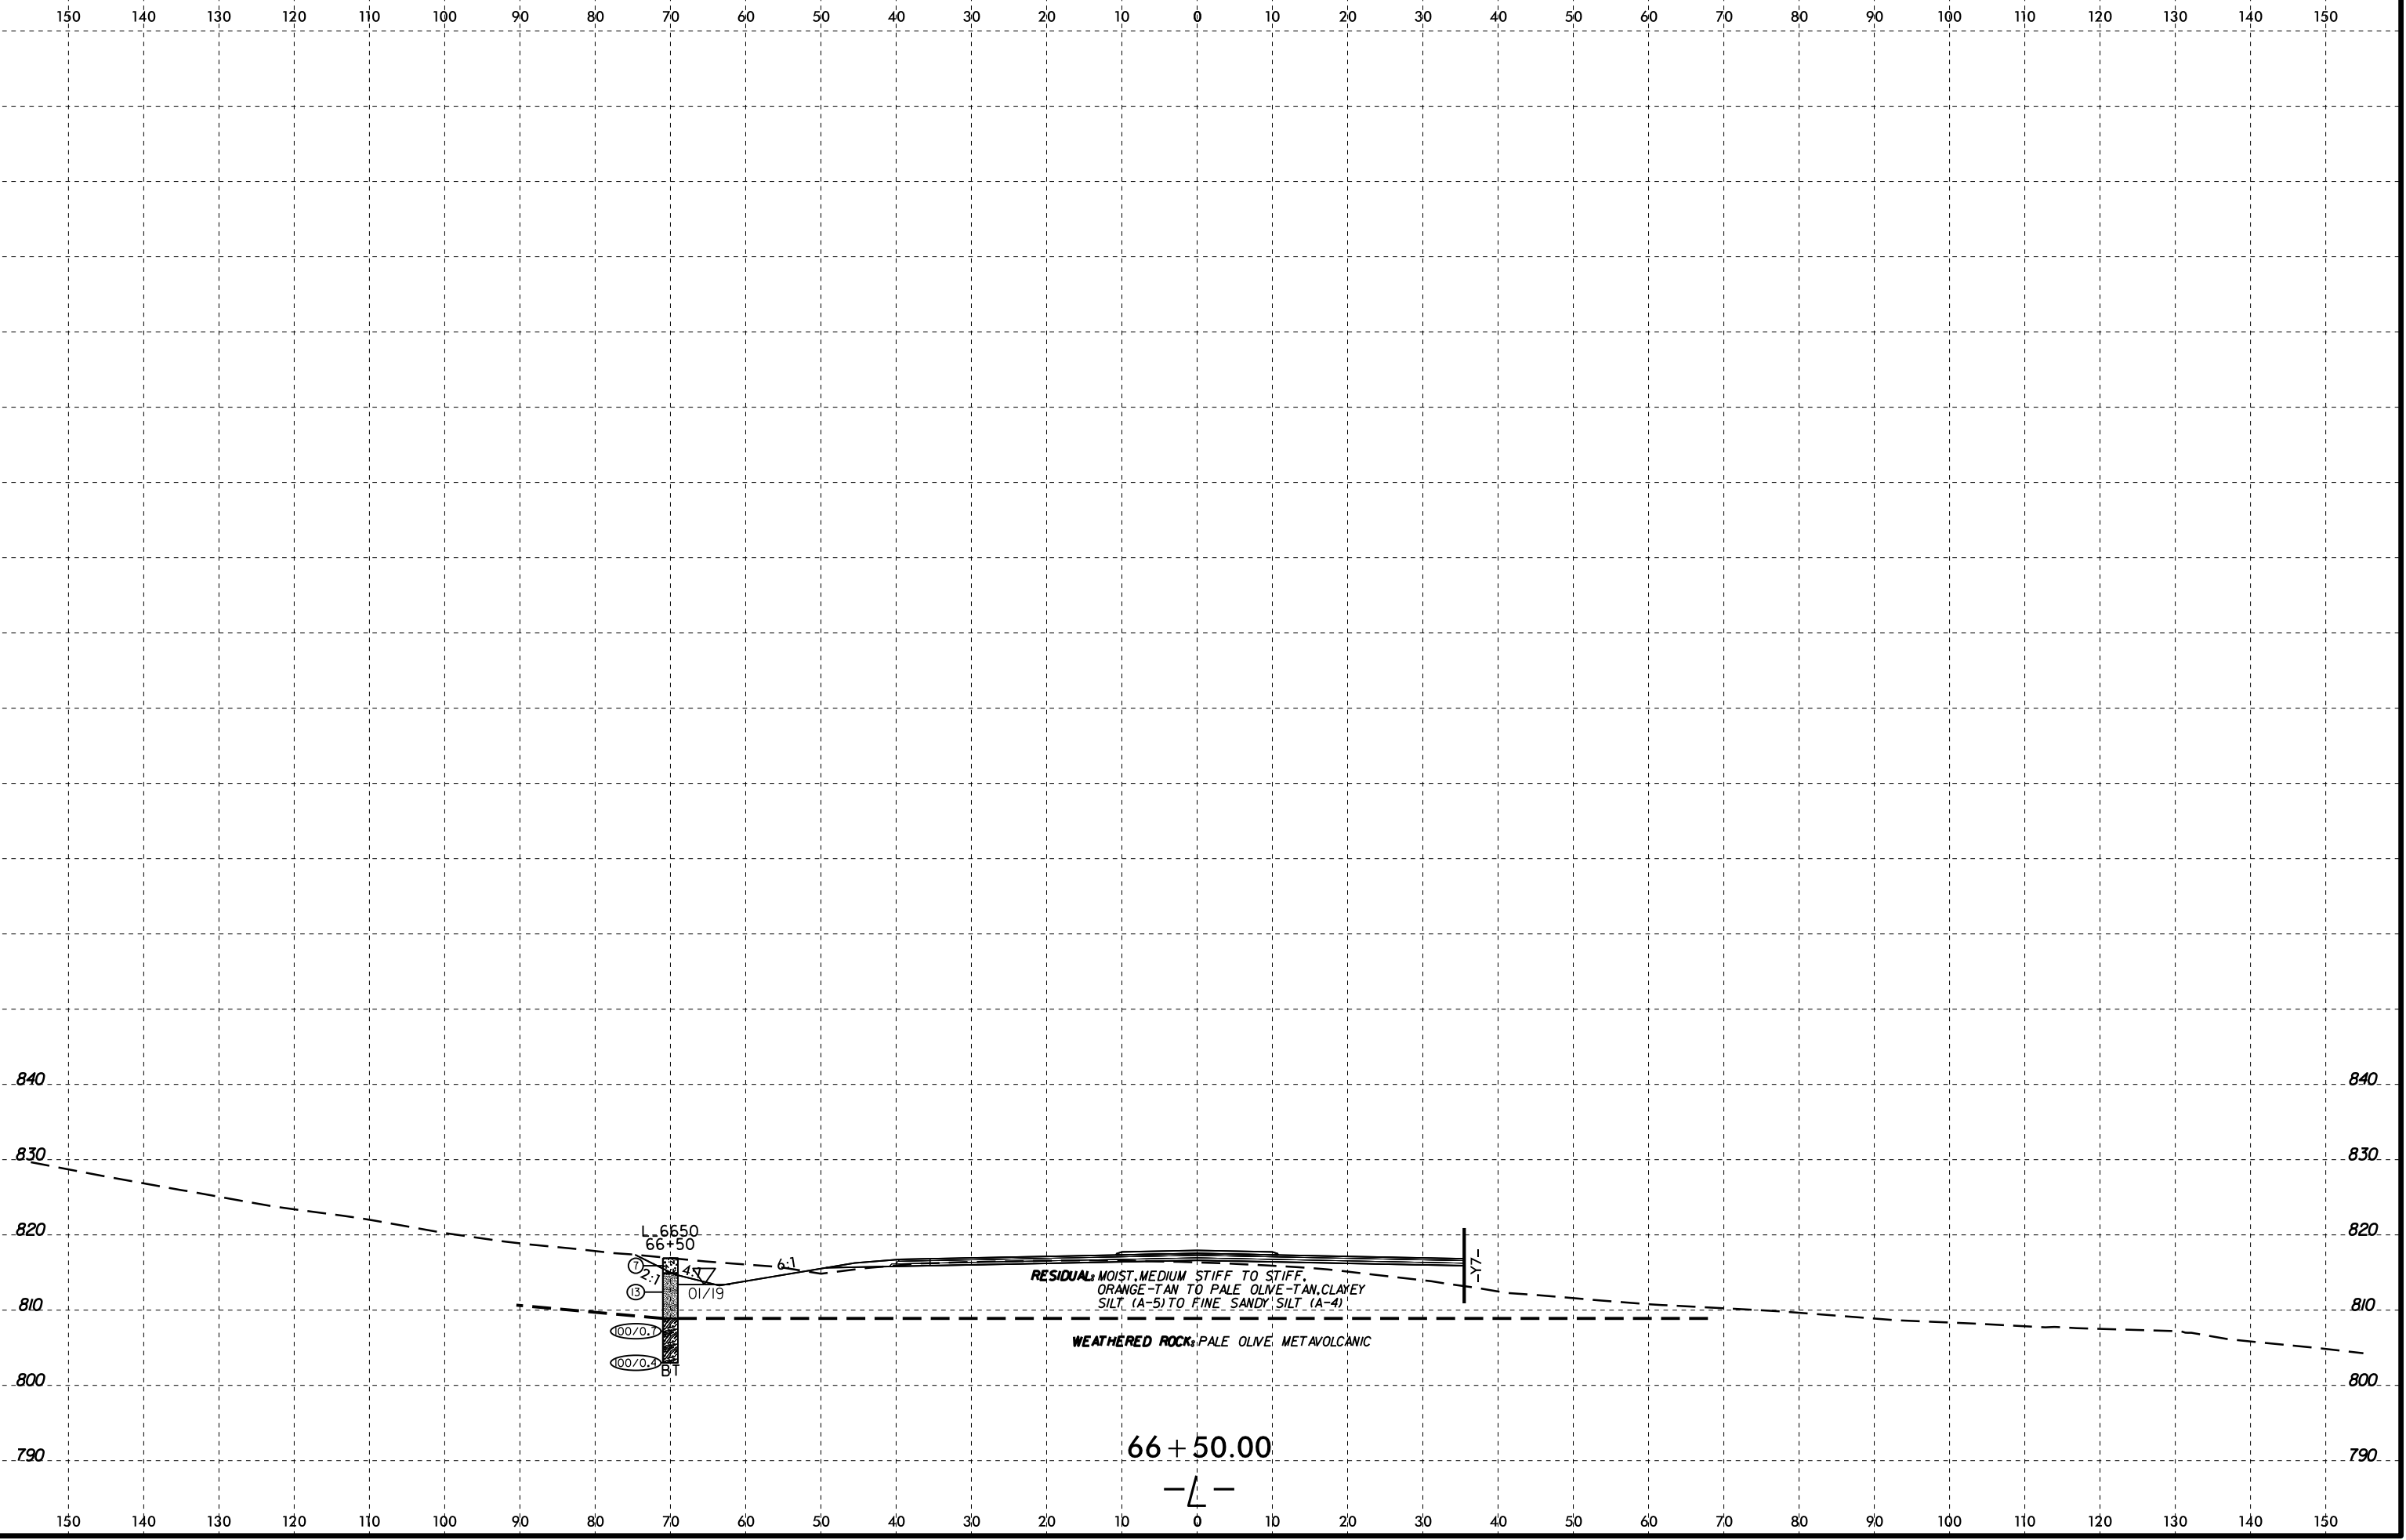 150 140 130 120 110 100 90 80 70 60 50 40 30 20 10 0 10 20 30 40 50 60 70 80 90 100 110 120 130 140 150
840 840
830 830
820 820
L_6650
66+50
7
2:1
4:1
6:1
13
01/19
-Y7-
RESIDUAL: MOIST, MEDIUM STIFF TO STIFF,
ORANGE-TAN TO PALE OLIVE-TAN, CLAYEY
SILT (A-5) TO FINE SANDY SILT (A-4)
810 810
100/0.7
WEATHERED ROCK: PALE OLIVE METAVOLCANIC
100/0.4
BT
800 800
66+50.00
790 790
-L-
150 140 130 120 110 100 90 80 70 60 50 40 30 20 10 0 10 20 30 40 50 60 70 80 90 100 110 120 130 140 150